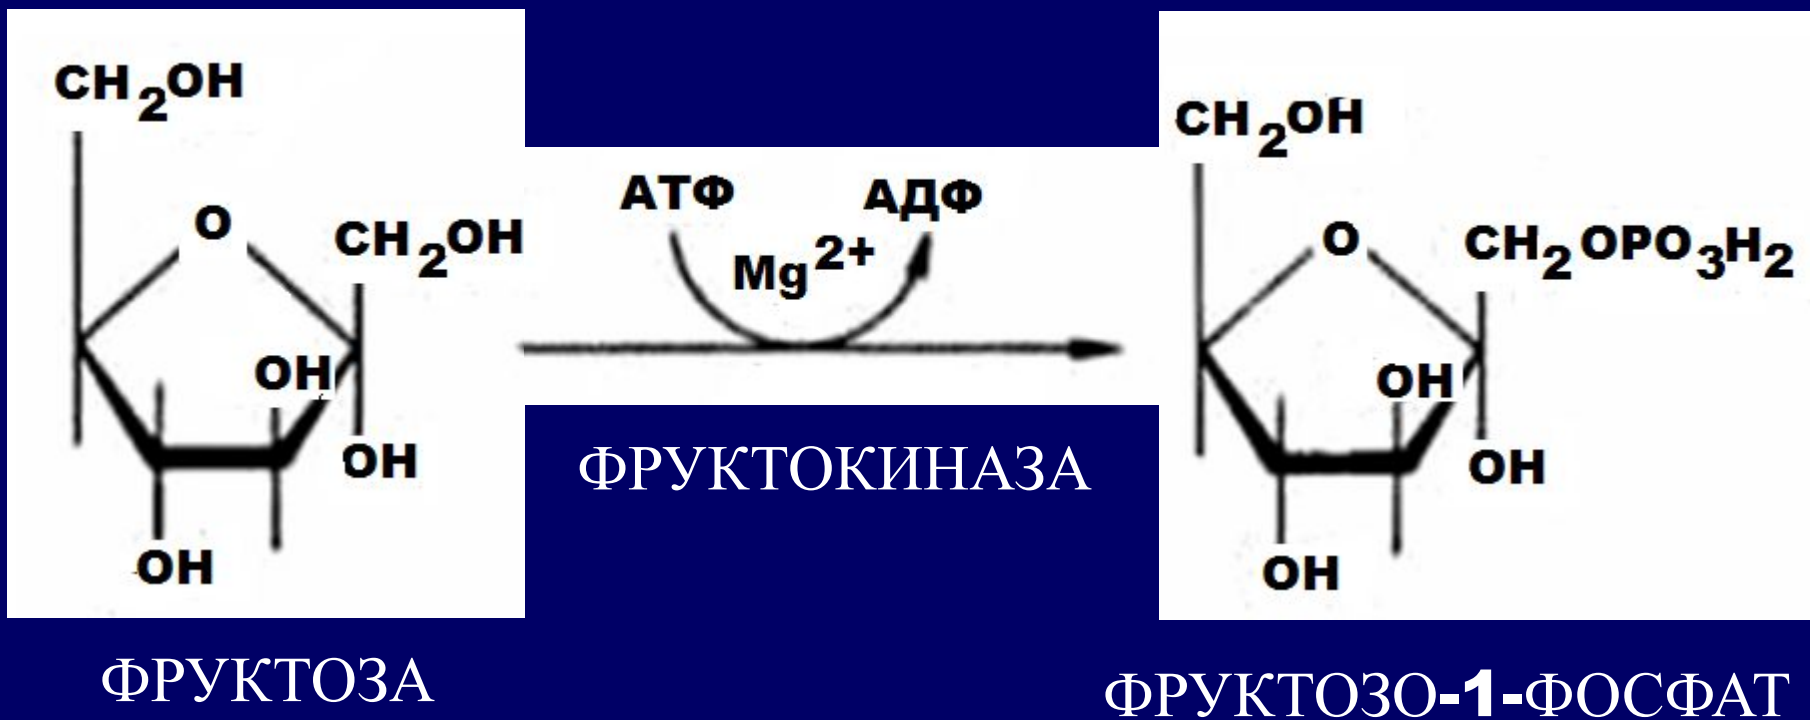 CH2OH
O
CH2OH
OH
OH
OH
ФРУКТОЗА
АТФ
АДФ
Mg2+
ФРУКТОКИНАЗА
CH2OH
O
CH2OPO3H2
OH
OH
OH
ФРУКТОЗО-1-ФОСФАТ